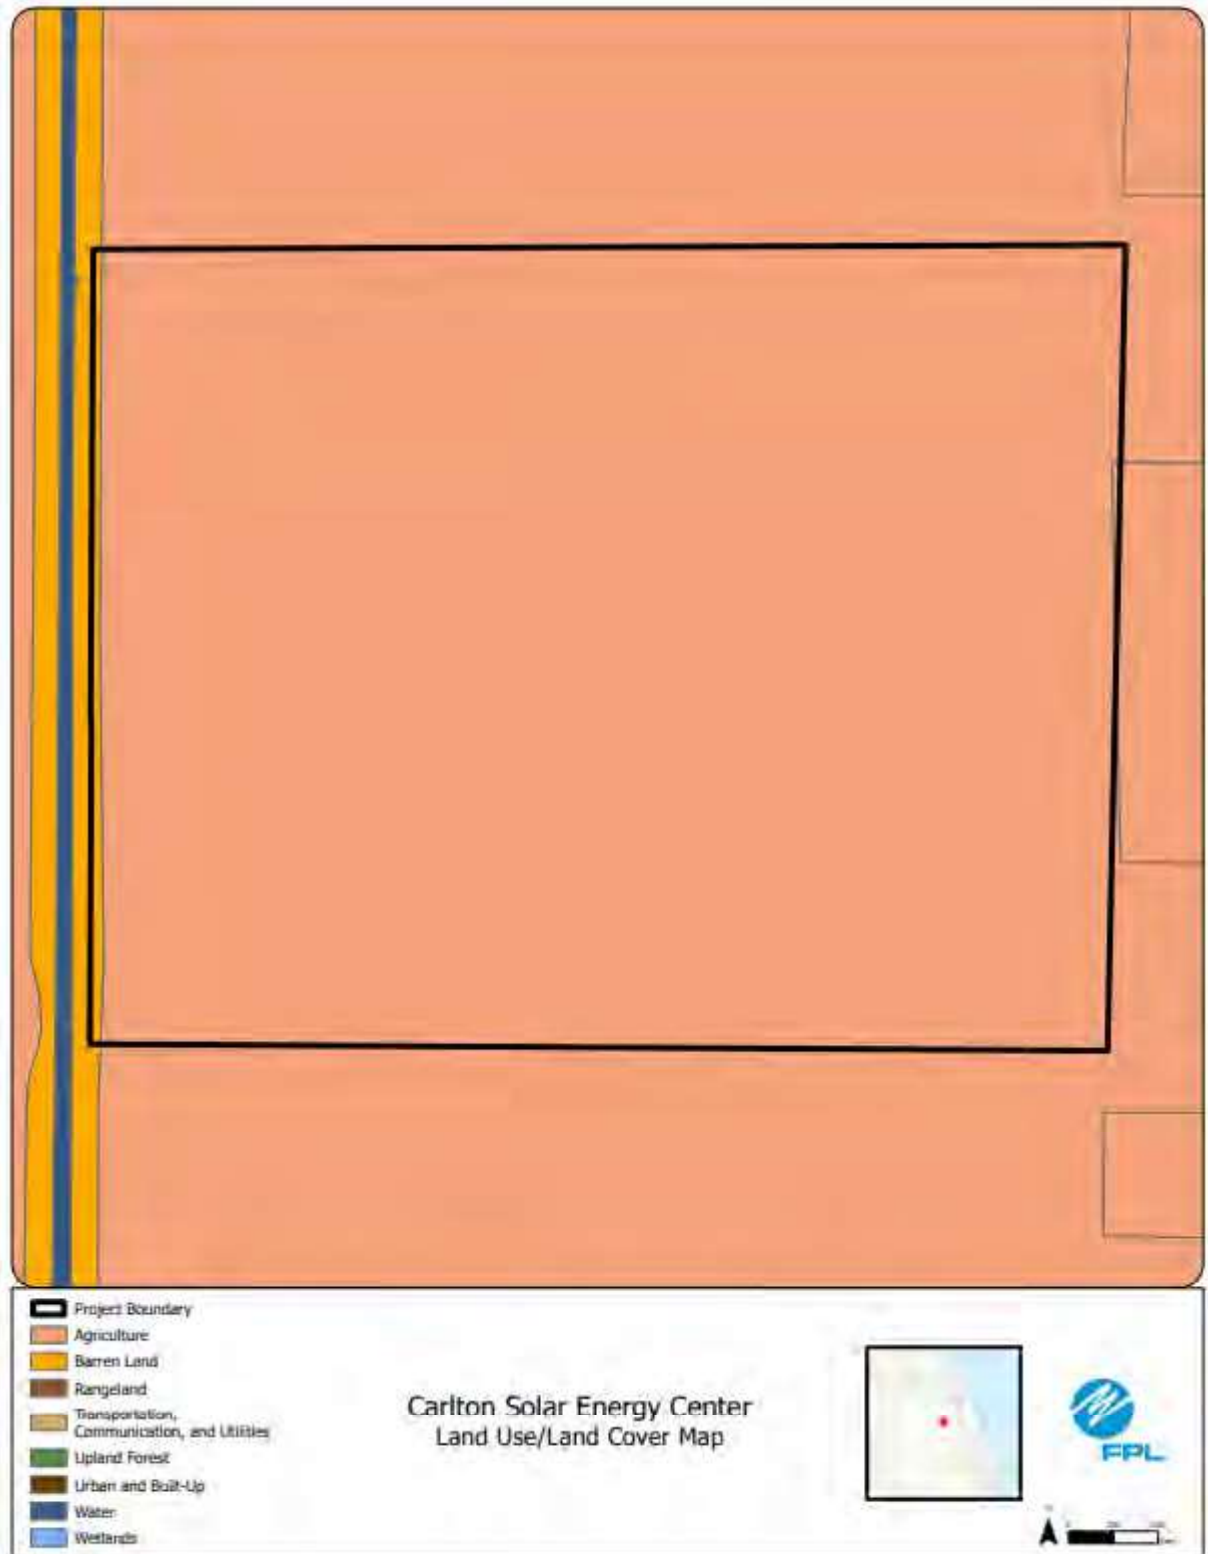 Project Boundary
Agriculture
Barren Land
Rangeland
Transportation,
Communication, and Utilities
Upland Forest
Urban and Built-Up
Water
Wetlands
Carlton Solar Energy Center
Land Use/Land Cover Map
FPL